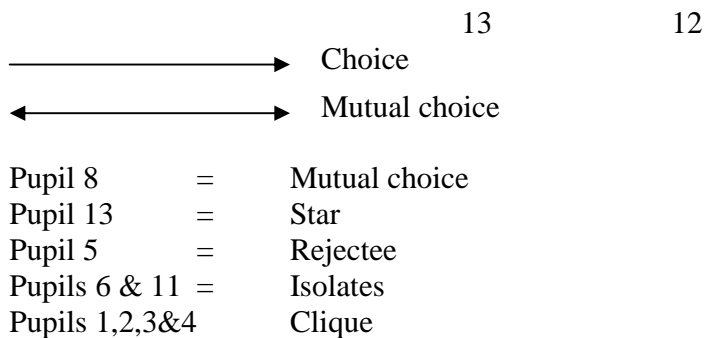 13 12
Choice
Mutual choice
Pupil 8 = Mutual choice
Pupil 13 = Star
Pupil 5 = Rejectee
Pupils 6 & 11 = Isolates
Pupils 1,2,3&4 Clique